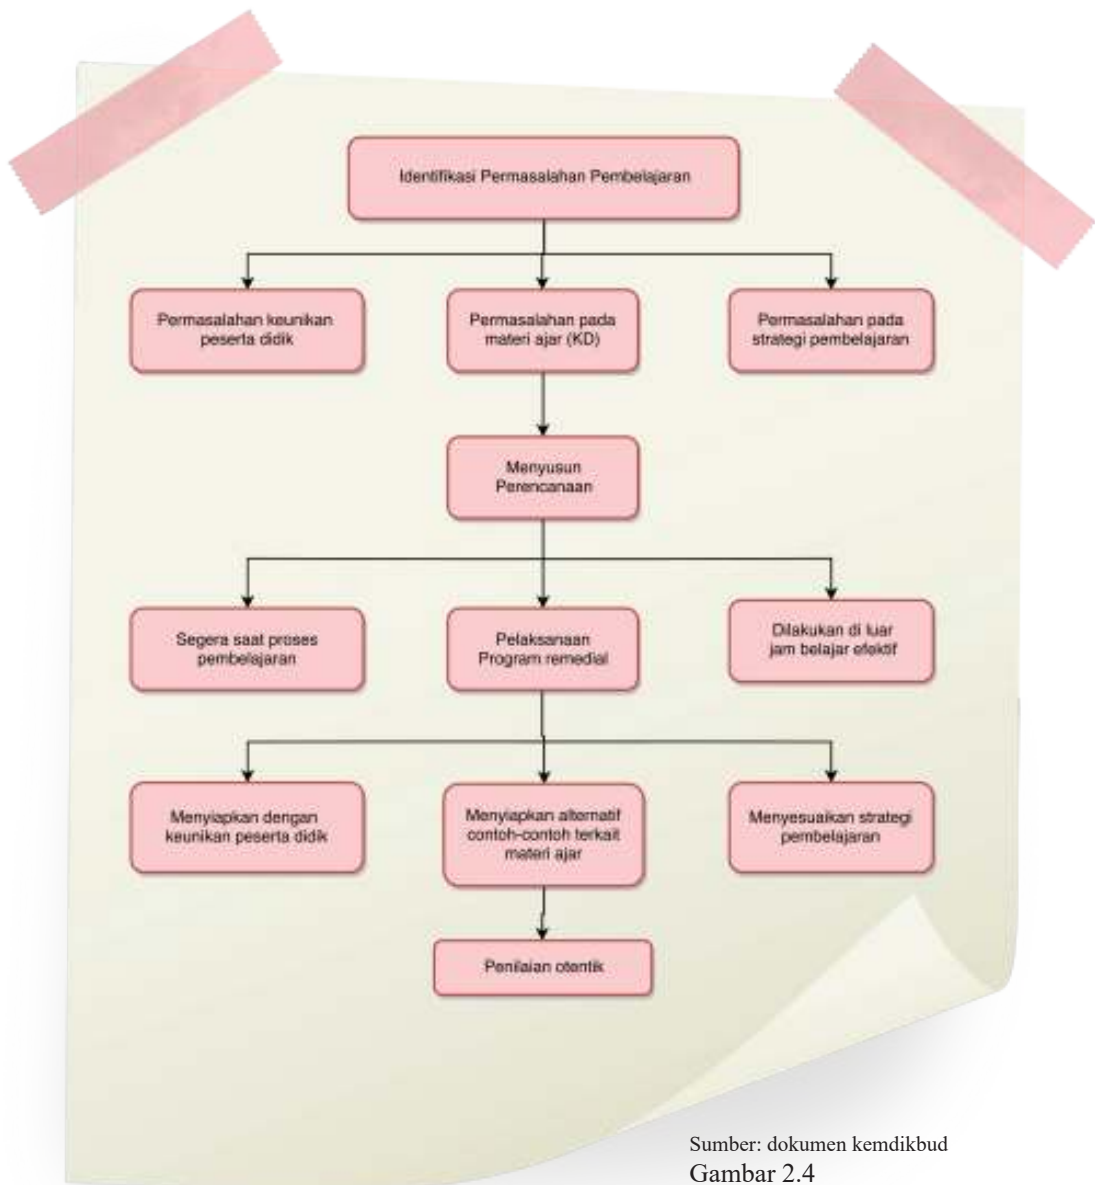 Identifikasi Permasalahan Pembelajaran
Permasalahan keunikan
peserta didik
Permasalahan pada
materi ajar (KD)
Permasalahan pada
strategi pembelajaran
Menyusun
Perencanaan
Segera saat proses
pembelajaran
Pelaksanaan
Program remedial
Dilakukan di luar
jam belajar efektif
Menyiapkan dengan
keunikan peserta didik
Menyiapkan alternatif
contoh-contoh terkait
materi ajar
Menyesuaikan strategi
pembelajaran
Penilaian otentik
Sumber: dokumen kemdikbud
Gambar 2.4